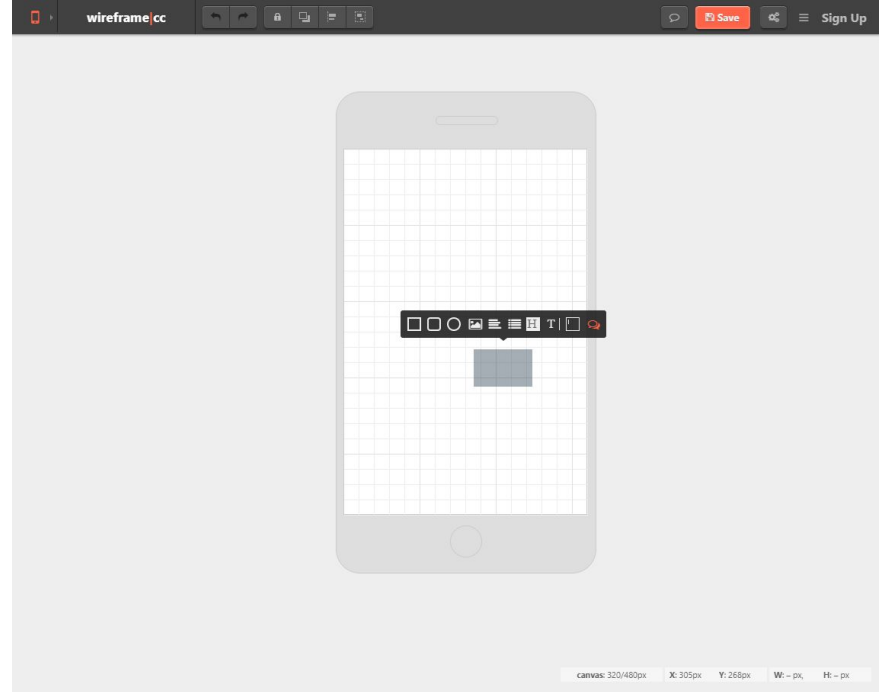 wireframe|cc Save Sign Up
H T
canvas: 320/480px X: 305px Y: 268px W: – px, H: – px